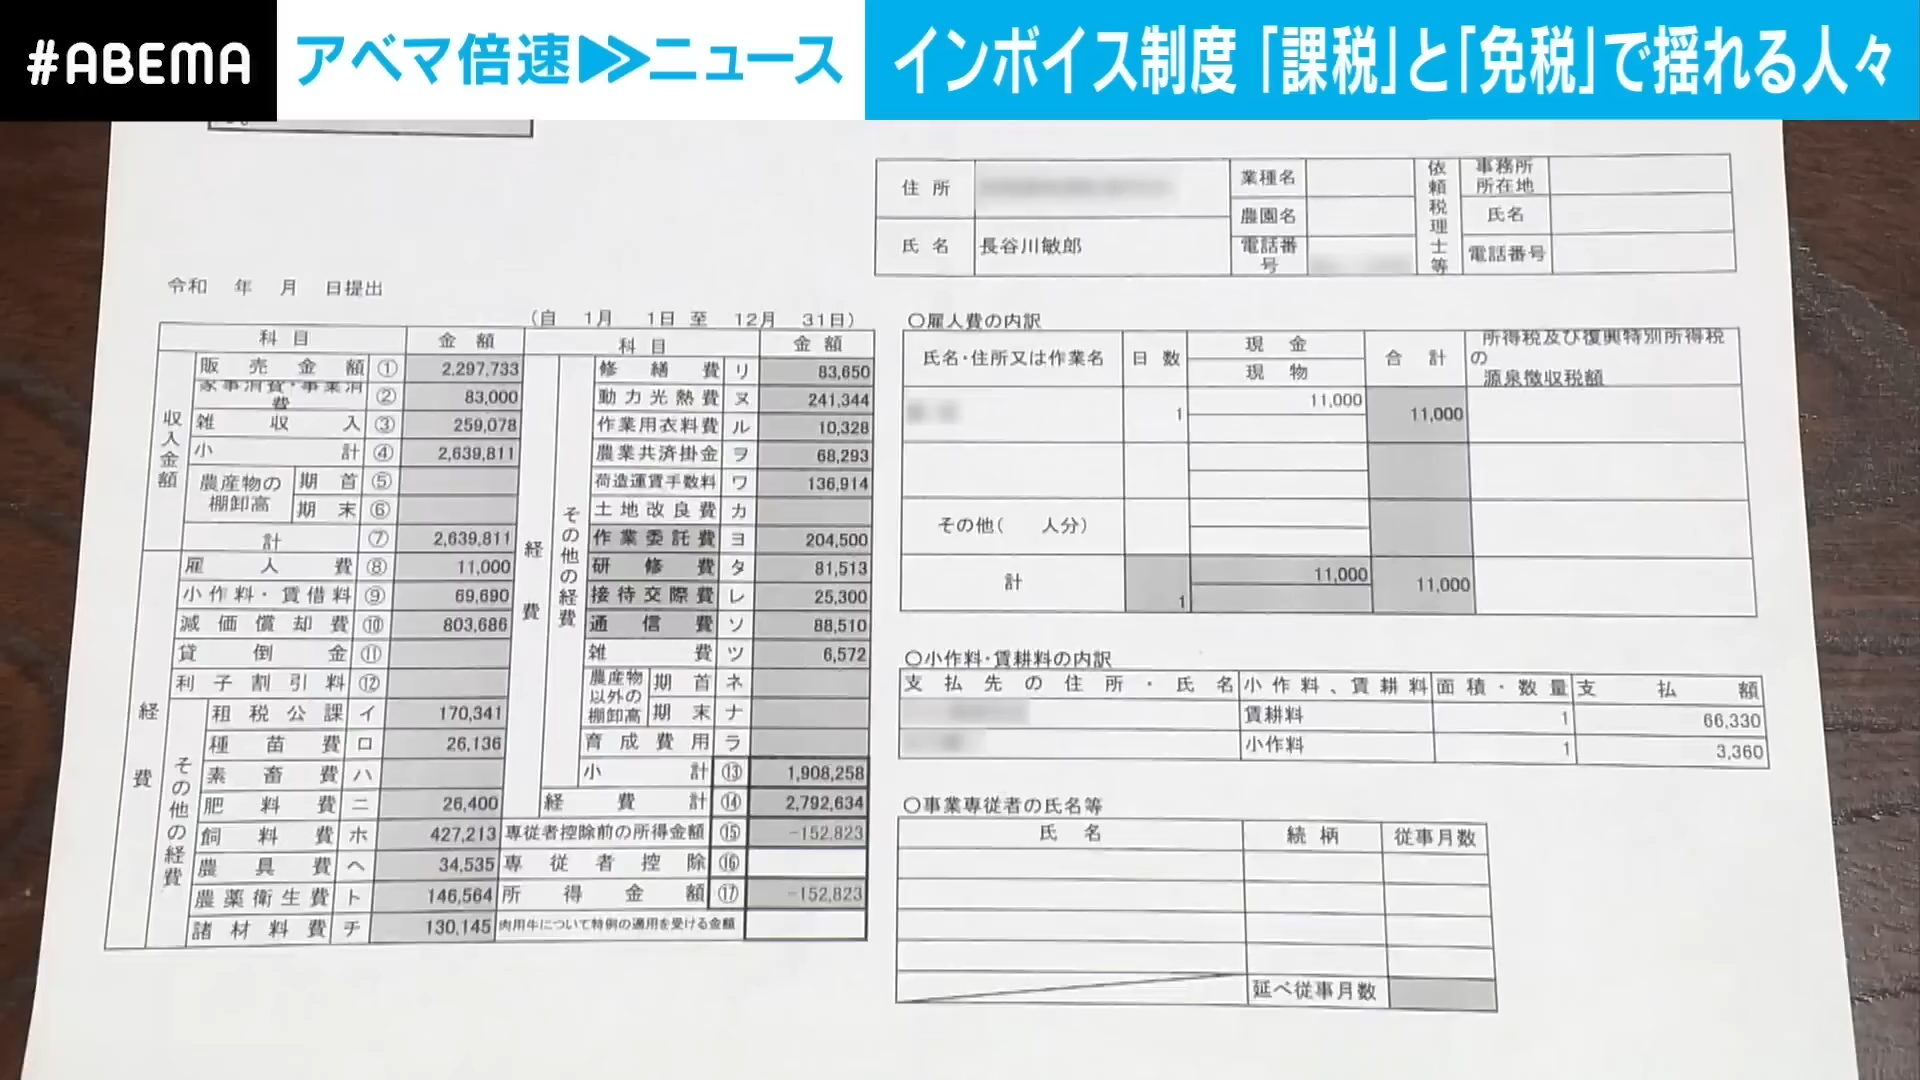 #ABEMA
アベマ倍速 ニュース
インボイス制度「課税」と「免税」で揺れる人々
住所
氏名 長谷川敏郎
業種名
農園名
電話番号
依頼税理士等
事務所所在地
氏名
電話番号
令和 年 月 日提出
(自 1月 1日 至 12月 31日)
科目 金額
収入金額
販売金額 ① 2,297,733
家事消費・事業消費 ② 83,000
雑収入 ③ 259,078
小計 ④ 2,639,811
農産物の棚卸高
期首 ⑤
期末 ⑥
計 ⑦ 2,639,811
経費
雇人費 ⑧ 11,000
小作料・賃借料 ⑨ 69,690
減価償却費 ⑩ 803,686
貸倒金 ⑪
利子割引料 ⑫
その他の経費
租税公課 イ 170,341
種苗費 ロ 26,136
素畜費 ハ
肥料費 ニ 26,400
飼料費 ホ 427,213
農具費 ヘ 34,535
農薬衛生費 ト 146,564
諸材料費 チ 130,145
科目 金額
経費
その他の経費
修繕費 リ 83,650
動力光熱費 ヌ 241,344
作業用衣料費 ル 10,328
農業共済掛金 ヲ 68,293
荷造運賃手数料 ワ 136,914
土地改良費 カ
作業委託費 ヨ 204,500
研修費 タ 81,513
接待交際費 レ 25,300
通信費 ソ 88,510
雑費 ツ 6,572
農産物以外の棚卸高
期首 ネ
期末 ナ
育成費用 ラ
小計 ⑬ 1,908,258
経費計 ⑭ 2,792,634
専従者控除前の所得金額 ⑮ -152,823
専従者控除 ⑯
所得金額 ⑰ -152,823
肉用牛について特例の適用を受ける金額
○雇人費の内訳
氏名・住所又は作業名 日数 現金 現物 合計 所得税及び復興特別所得税の源泉徴収税額
1 11,000 11,000
その他( 人分)
計 1 11,000 11,000
○小作料・賃耕料の内訳
支払先の住所・氏名 小作料、賃耕料 面積・数量 支払額
賃耕料 1 66,330
小作料 1 3,360
○事業専従者の氏名等
氏名 続柄 従事月数
延べ従事月数